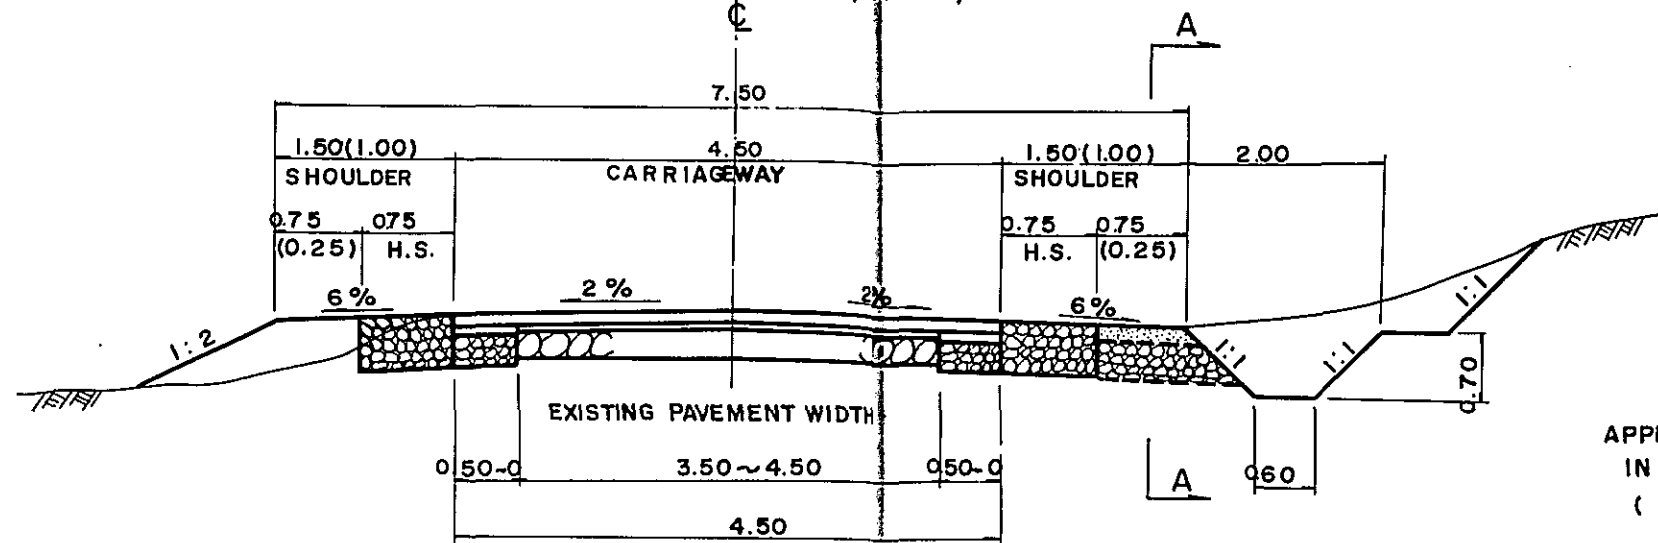 ℄
A
7.50
1.50(1.00) 4.50 1.50(1.00) 2.00
SHOULDER CARRIAGEWAY SHOULDER
0.75 0.75 0.75 0.75
(0.25) H.S. H.S. (0.25)
6% 2% 2% 6%
1:2 1:1 1:1 1:1
0.70
EXISTING PAVEMENT WIDTH
0.50~0 3.50~4.50 0.50~0 0.60
A
4.50
IN
(